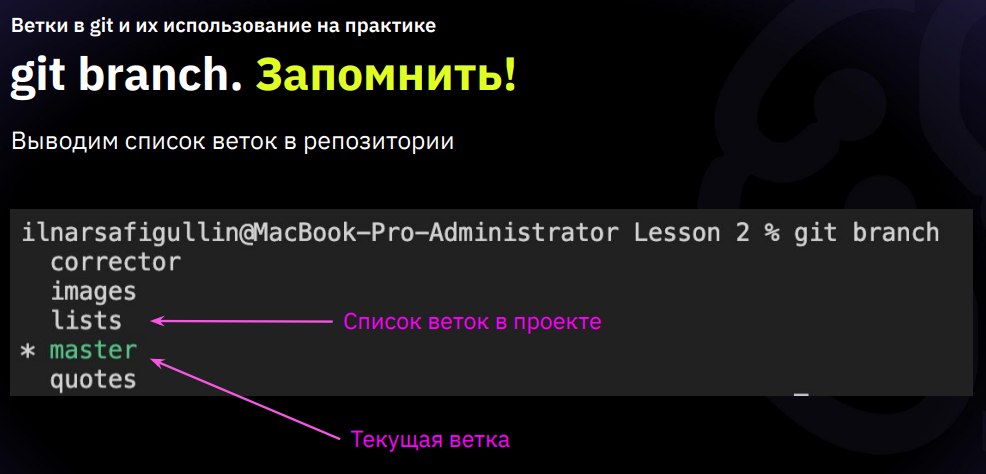 Ветки в git и их использование на практике
git branch. Запомнить!
Выводим список веток в репозитории
ilnarsafigullin@MacBook-Pro-Administrator Lesson 2 % git branch
corrector
images
lists
Список веток в проекте
* master
quotes
Текущая ветка